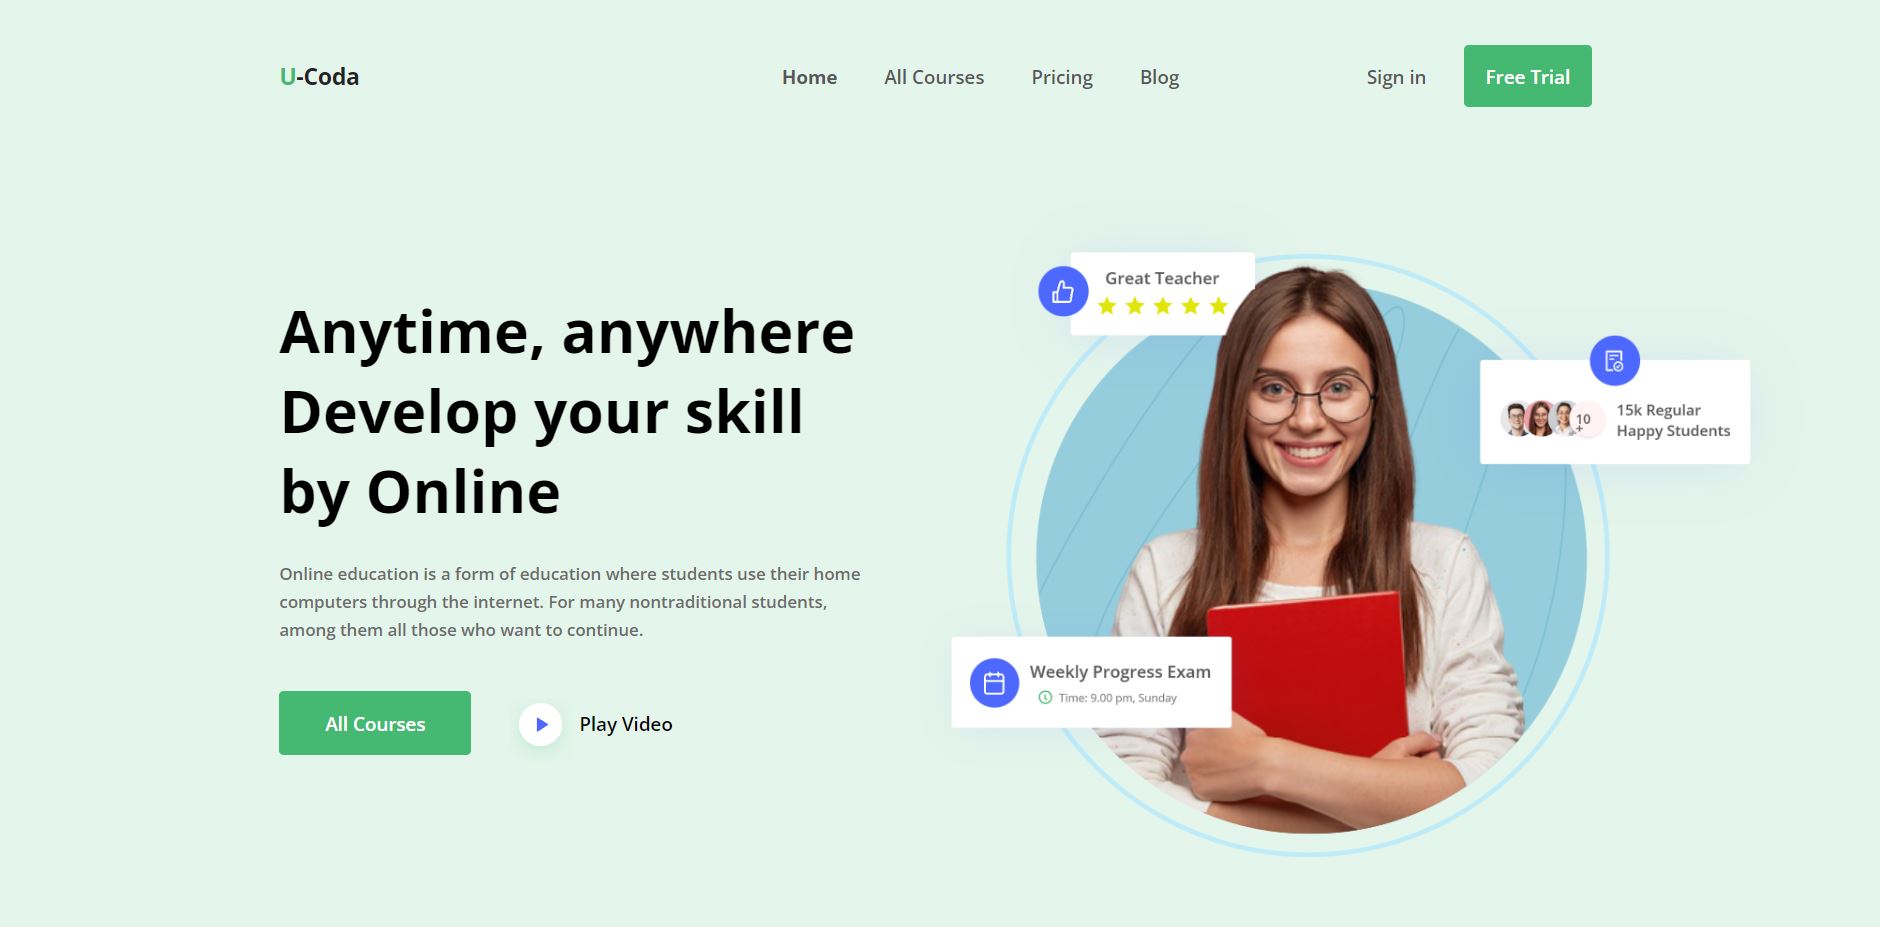 U-Coda
Home
All Courses
Pricing
Blog
Sign in
Free Trial
Great Teacher
Anytime, anywhere
Develop your skill
by Online
10
+
15k Regular
Happy Students
Online education is a form of education where students use their home
computers through the internet. For many nontraditional students,
among them all those who want to continue.
Weekly Progress Exam
Time: 9.00 pm, Sunday
All Courses
Play Video